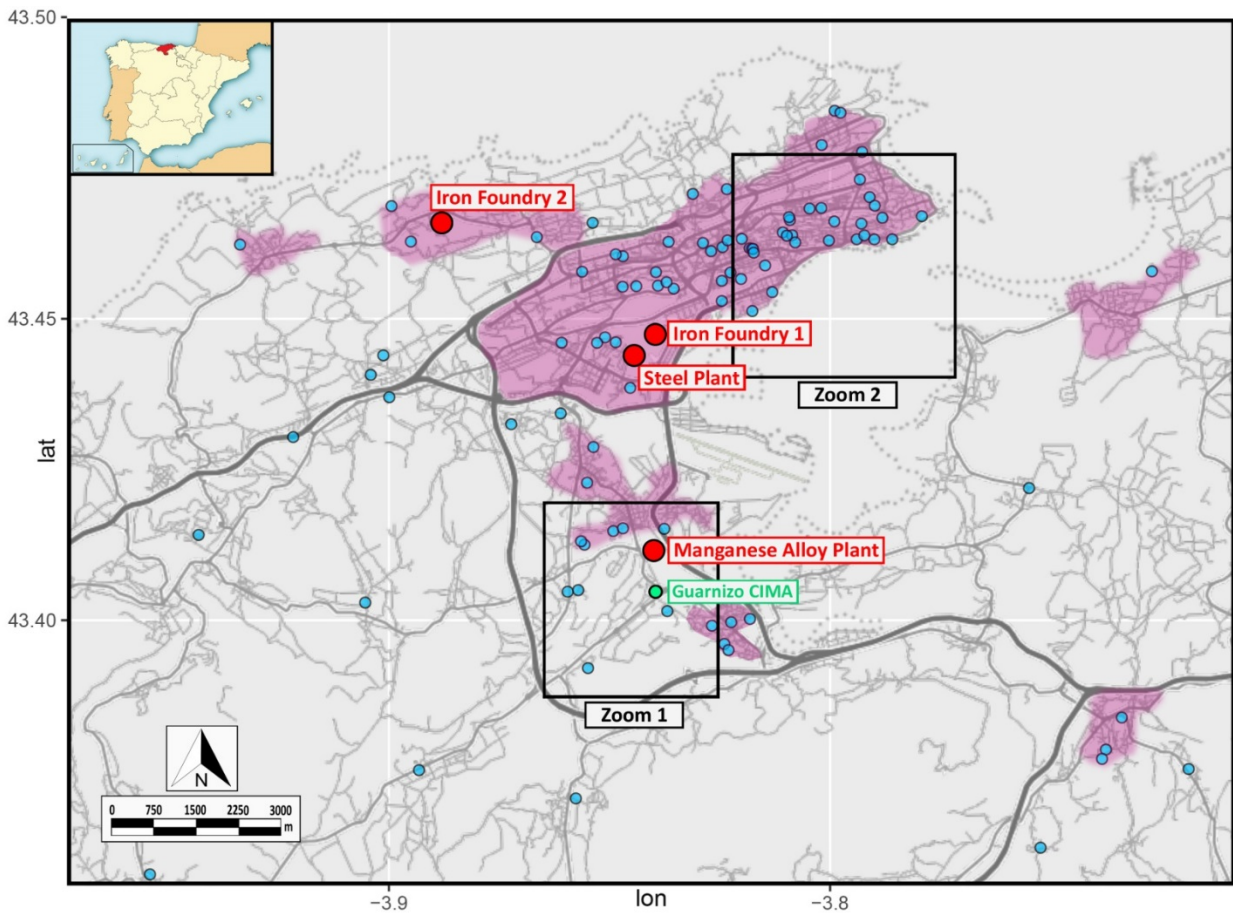 43.50
Iron Foundry 2
43.45
Iron Foundry 1
Steel Plant
Zoom 2
lat
Manganese Alloy Plant
Guarnizo CIMA
43.40
Zoom 1
N
0 750 1500 2250 3000
m
−3.9
lon
−3.8